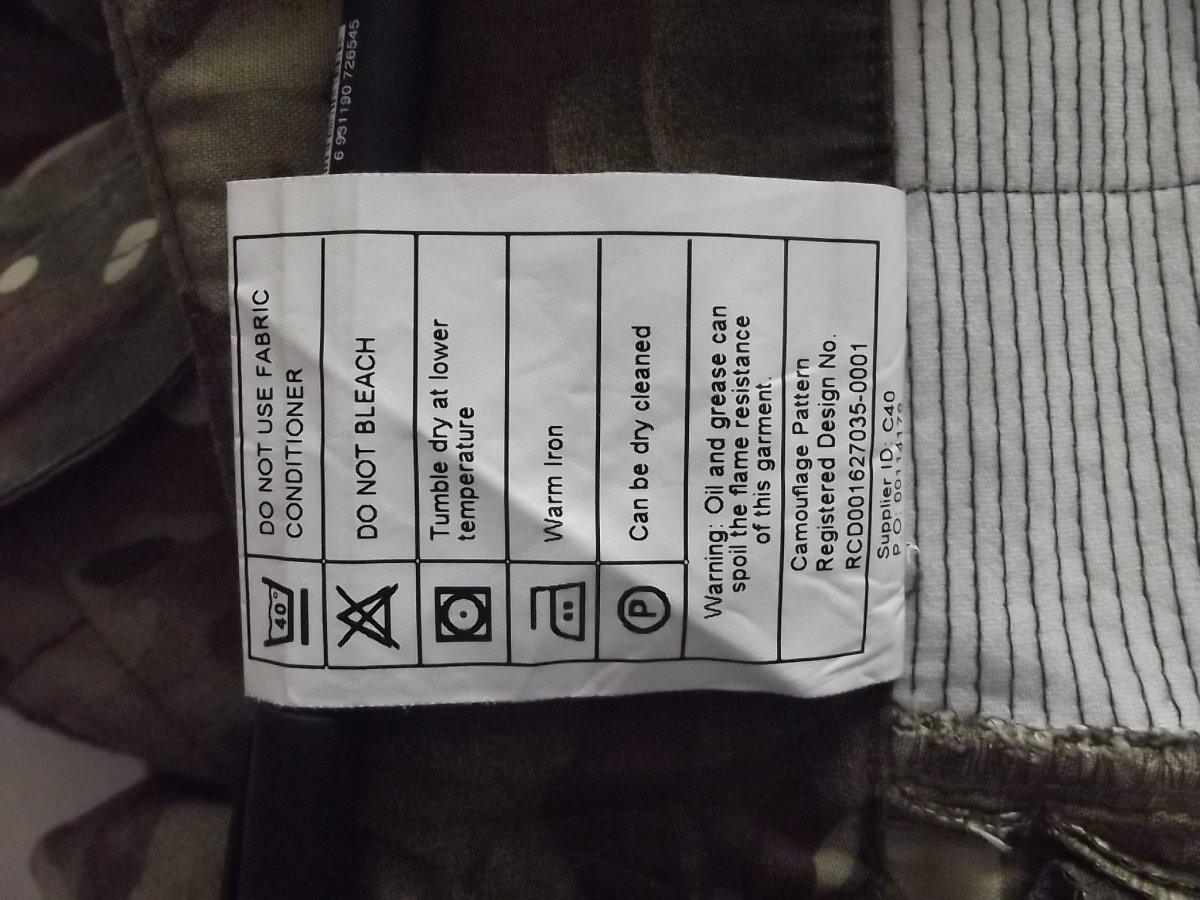 6 931190 726545
40°
DO NOT USE FABRIC
CONDITIONER
DO NOT BLEACH
Tumble dry at lower
temperature
Warm Iron
P
Can be dry cleaned
Warning: Oil and grease can
spoil the flame resistance
of this garment.
Camouflage Pattern
Registered Design No.
RCD001627035-0001
Supplier ID: C40
P.O: